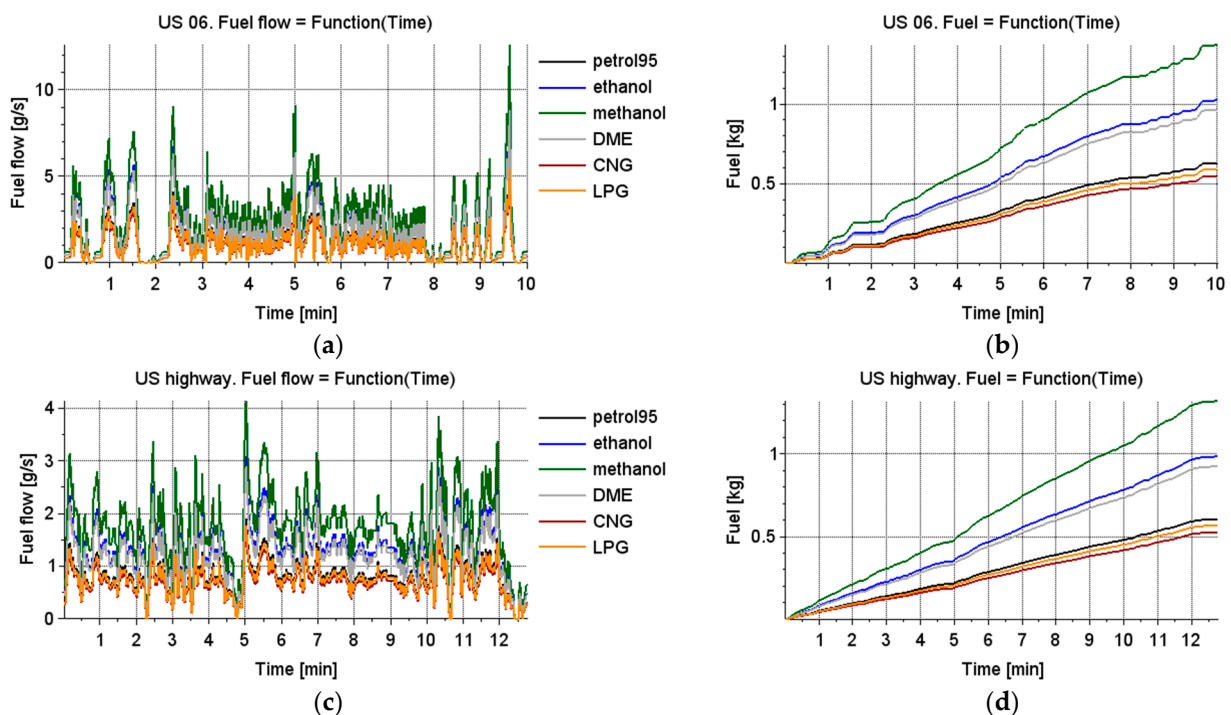 US 06. Fuel flow = Function(Time)
Fuel flow [g/s]
10
5
0
1 2 3 4 5 6 7 8 9 10
Time [min]
petrol95
ethanol
methanol
DME
CNG
LPG
(a)
US 06. Fuel = Function(Time)
Fuel [kg]
1
0.5
1 2 3 4 5 6 7 8 9 10
Time [min]
(b)
US highway. Fuel flow = Function(Time)
Fuel flow [g/s]
4
3
2
1
0
1 2 3 4 5 6 7 8 9 10 11 12
Time [min]
petrol95
ethanol
methanol
DME
CNG
LPG
(c)
US highway. Fuel = Function(Time)
Fuel [kg]
1
0.5
1 2 3 4 5 6 7 8 9 10 11 12
Time [min]
(d)